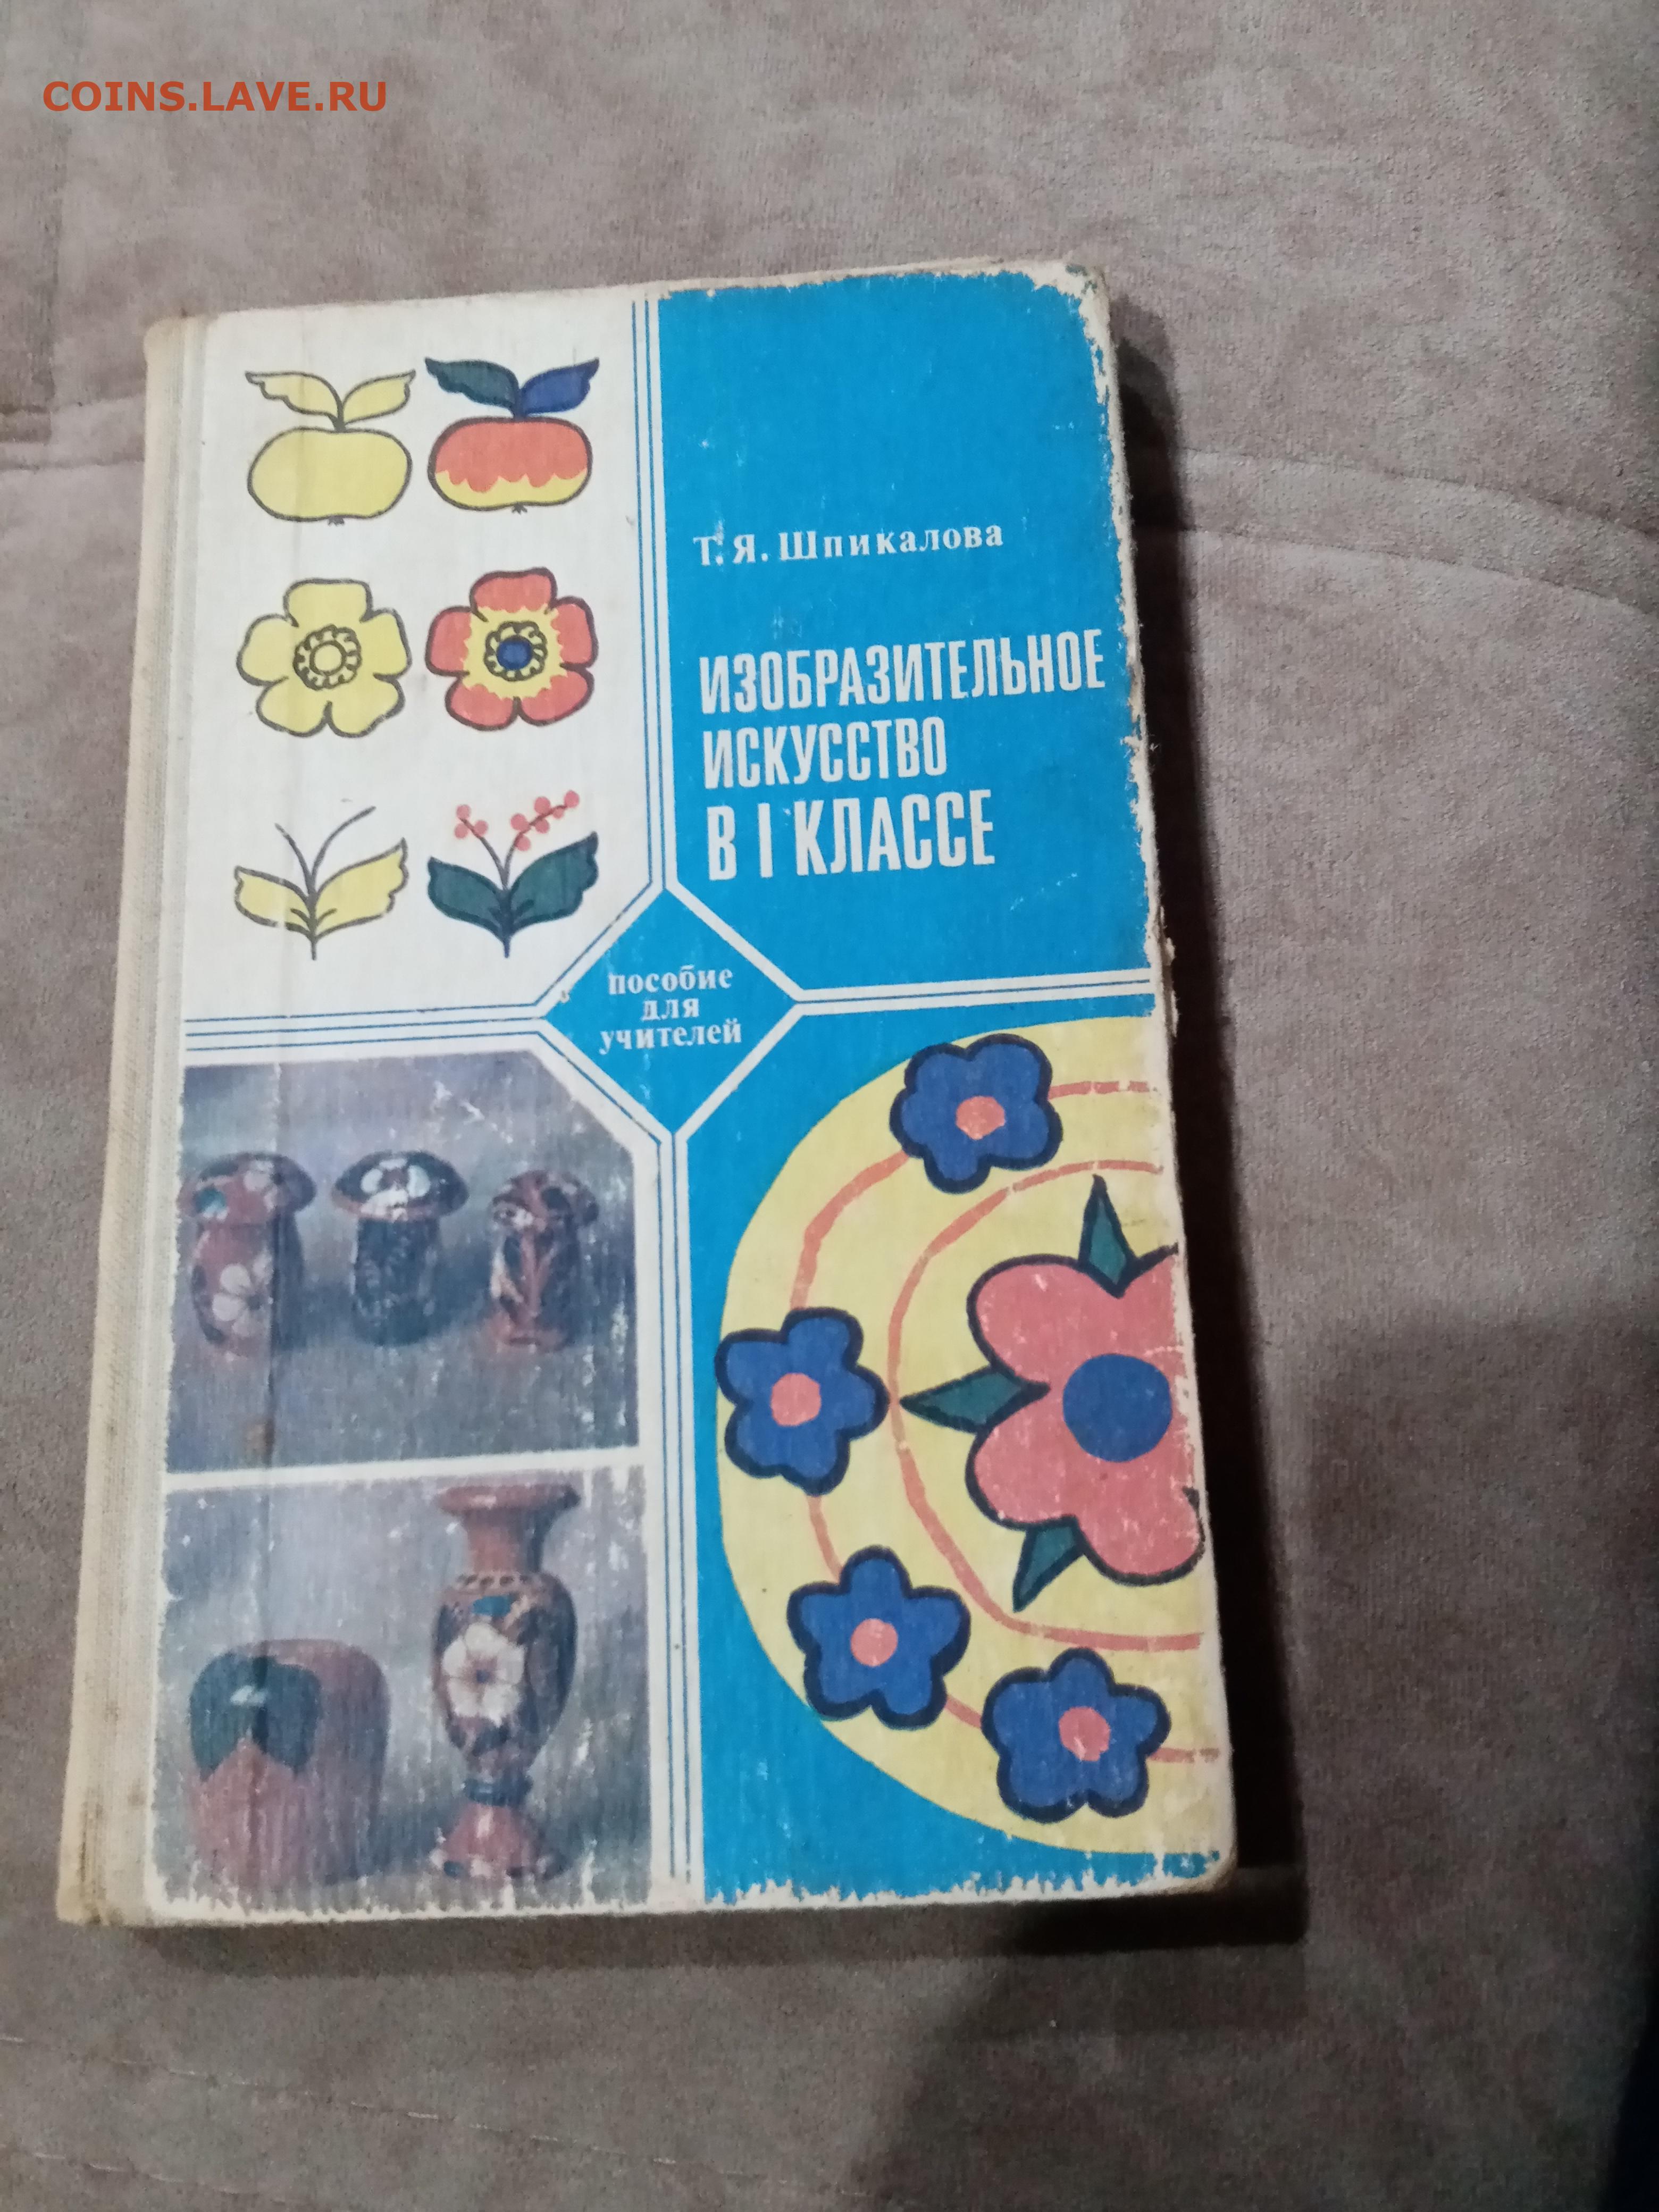 COINS.LAVE.RU
Т. Я. Шпикалова
ИЗОБРАЗИТЕЛЬНОЕ
ИСКУССТВО
В I КЛАССЕ
пособие
для
учителей